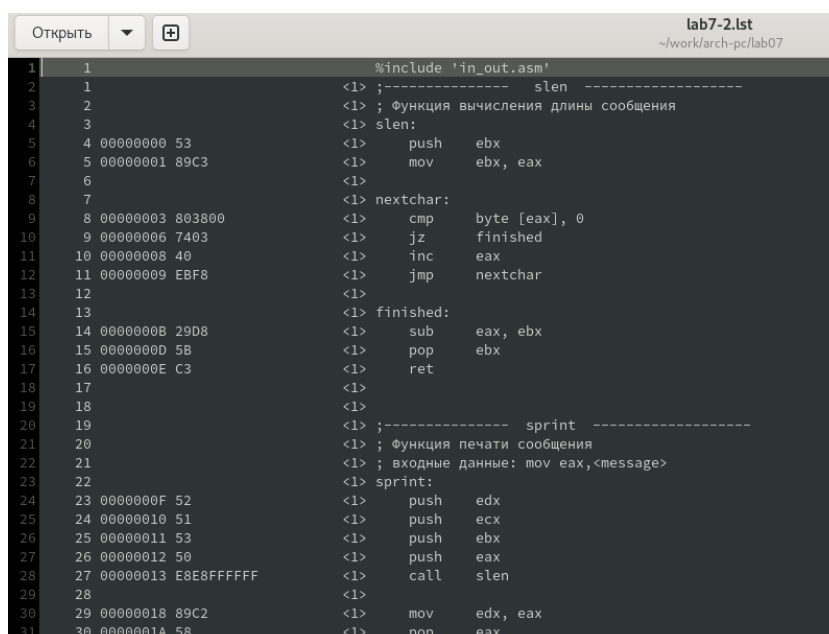 Открыть
lab7-2.lst
~/work/arch-pc/lab07
1 1 %include 'in_out.asm'
2 1 <1> ;--------------- slen -------------------
3 2 <1> ; Функция вычисления длины сообщения
4 3 <1> slen:
5 4 00000000 53 <1> push ebx
6 5 00000001 89C3 <1> mov ebx, eax
7 6 <1>
8 7 <1> nextchar:
9 8 00000003 803800 <1> cmp byte [eax], 0
10 9 00000006 7403 <1> jz finished
11 10 00000008 40 <1> inc eax
12 11 00000009 EBF8 <1> jmp nextchar
13 12 <1>
14 13 <1> finished:
15 14 0000000B 29D8 <1> sub eax, ebx
16 15 0000000D 5B <1> pop ebx
17 16 0000000E C3 <1> ret
18 17 <1>
19 18 <1>
20 19 <1> ;--------------- sprint -------------------
21 20 <1> ; Функция печати сообщения
22 21 <1> ; входные данные: mov eax,<message>
23 22 <1> sprint:
24 23 0000000F 52 <1> push edx
25 24 00000010 51 <1> push ecx
26 25 00000011 53 <1> push ebx
27 26 00000012 50 <1> push eax
28 27 00000013 E8E8FFFFFF <1> call slen
29 28 <1>
30 29 00000018 89C2 <1> mov edx, eax
31 30 0000001A 58 <1> pop eax